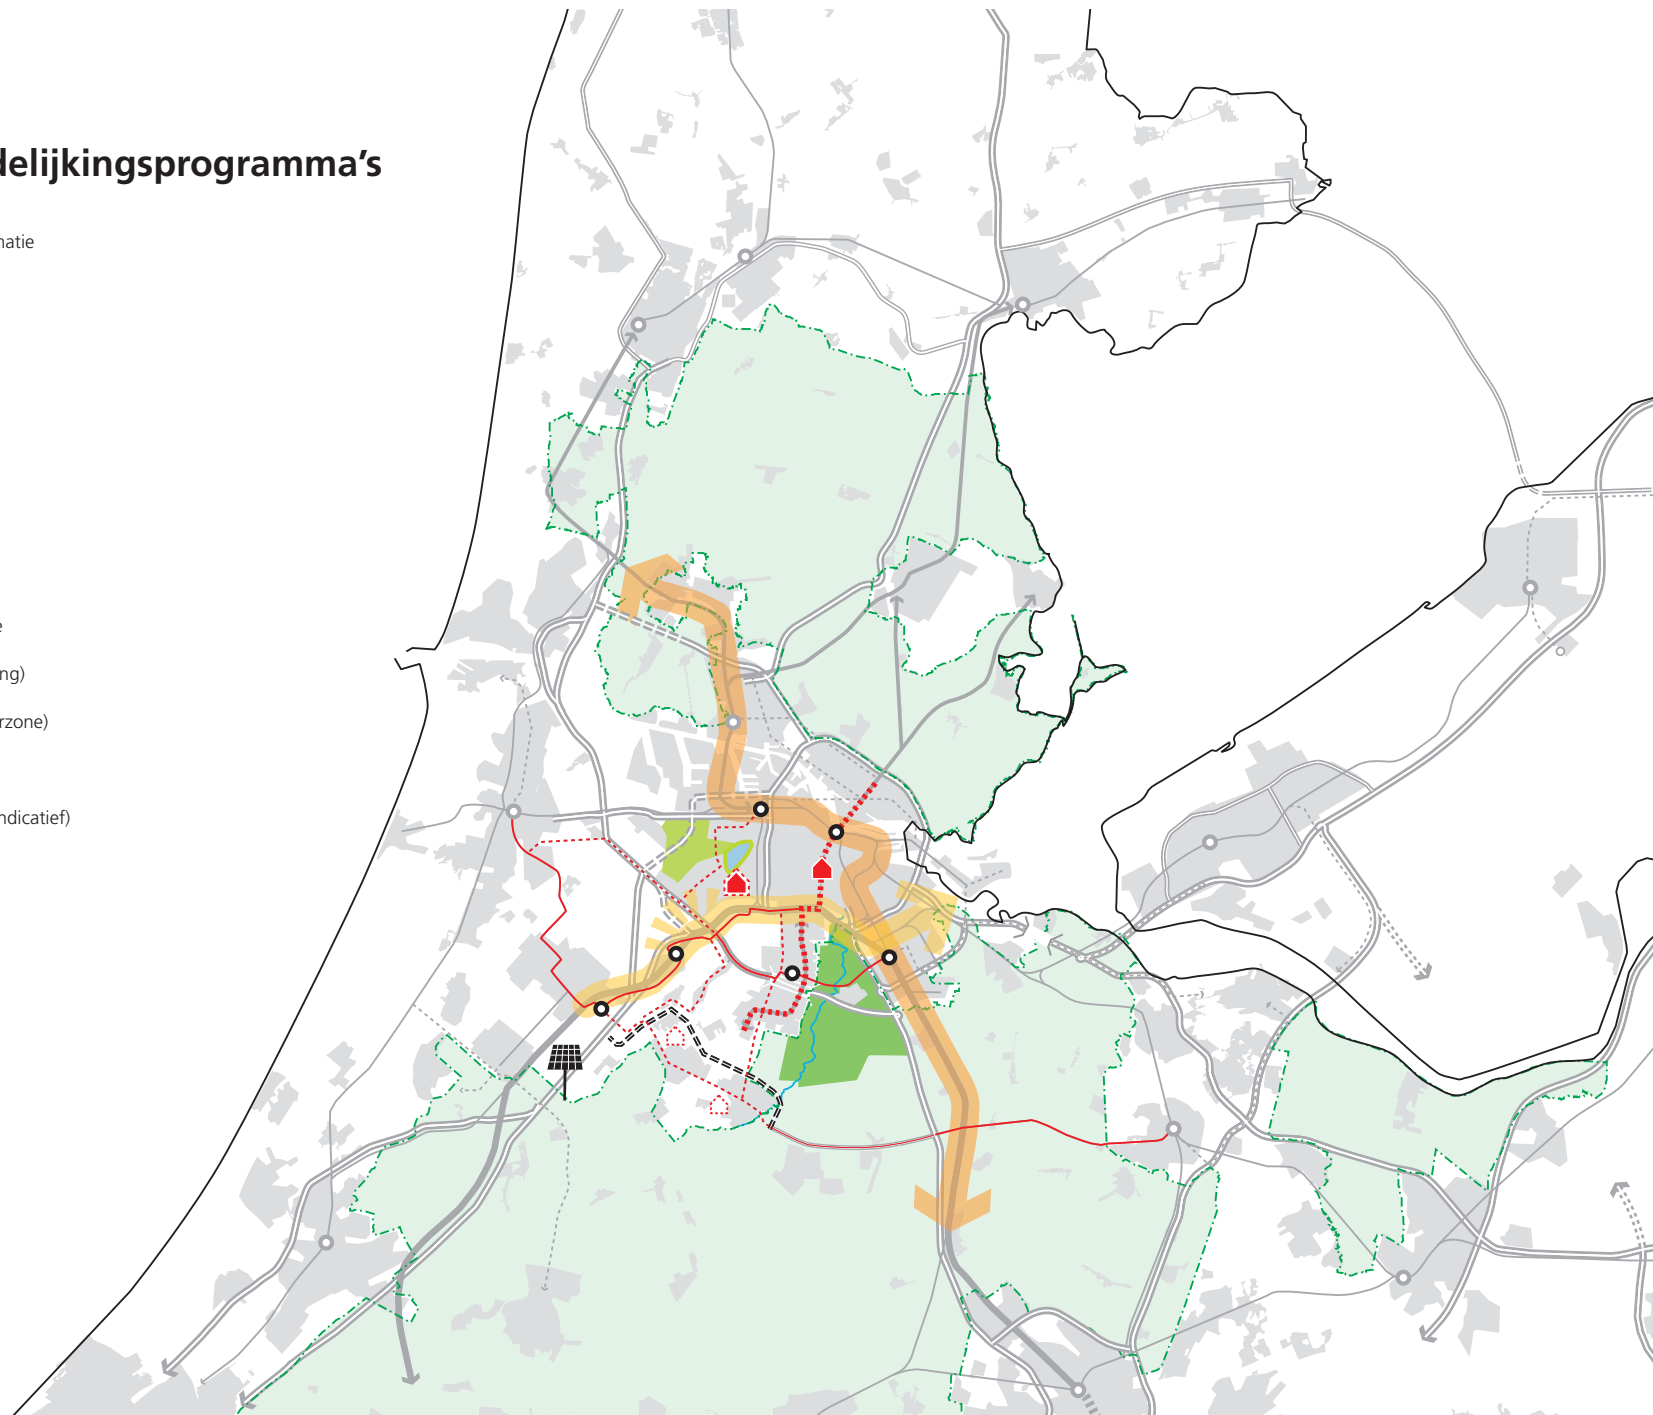 delijkingsprogramma’s
natie
e
ng)
rzone)
ndicatief)